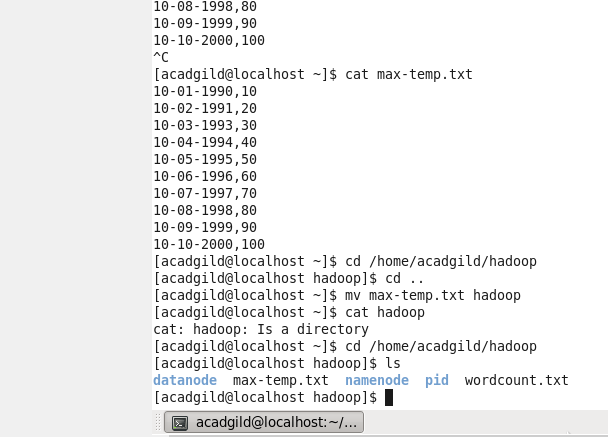 10-08-1998,80
10-09-1999,90
10-10-2000,100
^C
[acadgild@localhost ~]$ cat max-temp.txt
10-01-1990,10
10-02-1991,20
10-03-1993,30
10-04-1994,40
10-05-1995,50
10-06-1996,60
10-07-1997,70
10-08-1998,80
10-09-1999,90
10-10-2000,100
[acadgild@localhost ~]$ cd /home/acadgild/hadoop
[acadgild@localhost hadoop]$ cd ..
[acadgild@localhost ~]$ mv max-temp.txt hadoop
[acadgild@localhost ~]$ cat hadoop
cat: hadoop: Is a directory
[acadgild@localhost ~]$ cd /home/acadgild/hadoop
[acadgild@localhost hadoop]$ ls
datanode  max-temp.txt  namenode  pid  wordcount.txt
[acadgild@localhost hadoop]$
acadgild@localhost:~/...